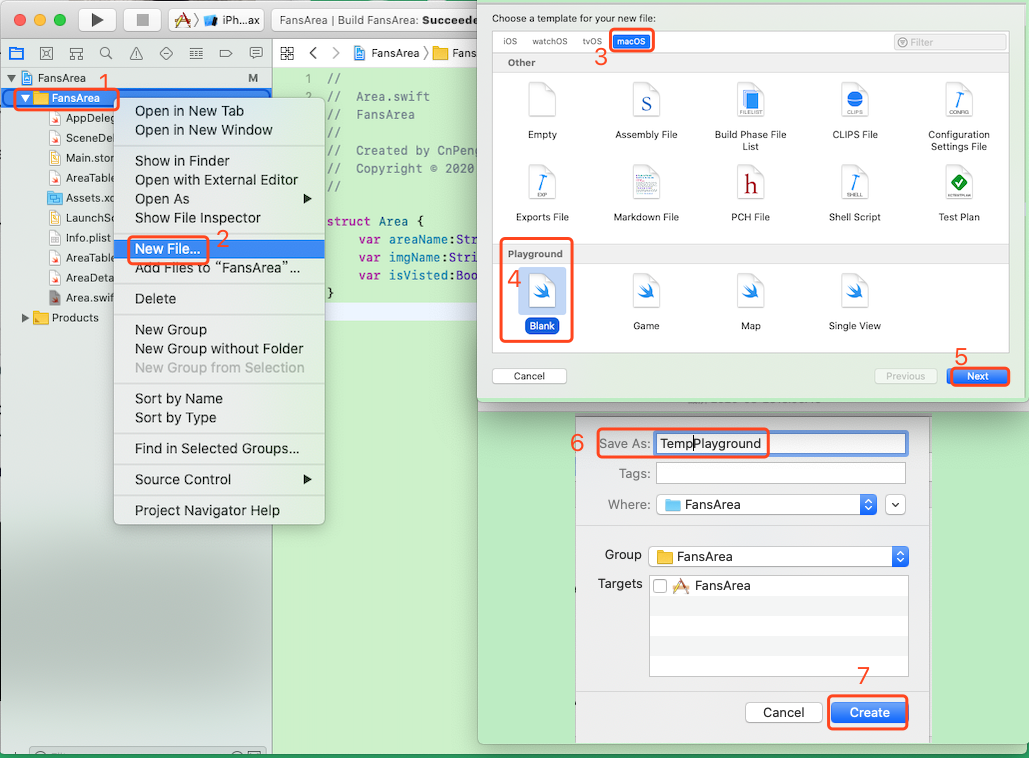 iPh...ax
FansArea | Build FansArea: Succeede
FansArea
Fans
FansArea
M
1
FansArea
AppDeleg
SceneDel
Main.stor
AreaTable
Assets.xc
LaunchSc
Info.plist
AreaTable
AreaDeta
Area.swif
Products
Open in New Tab
Open in New Window
Show in Finder
Open with External Editor
Open As
Show File Inspector
2
New File...
Add Files to “FansArea”...
Delete
New Group
New Group without Folder
New Group from Selection
Sort by Name
Sort by Type
Find in Selected Groups...
Source Control
Project Navigator Help
1 //
2 // Area.swift
// FansArea
//
// Created by CnPeng
// Copyright © 2020
//
struct Area {
var areaName:Str
var imgName:Stri
var isVisted:Boo
}
Choose a template for your new file:
iOS watchOS tvOS macOS
3
Filter
Other
Empty
Assembly File
Build Phase File
List
CLIPS File
Configuration
Settings File
Exports File
Markdown File
PCH File
Shell Script
Test Plan
Playground
4
Blank
Game
Map
Single View
5
Cancel
Previous
Next
6
Save As: TempPlayground
Tags:
Where: FansArea
Group FansArea
Targets FansArea
7
Cancel
Create